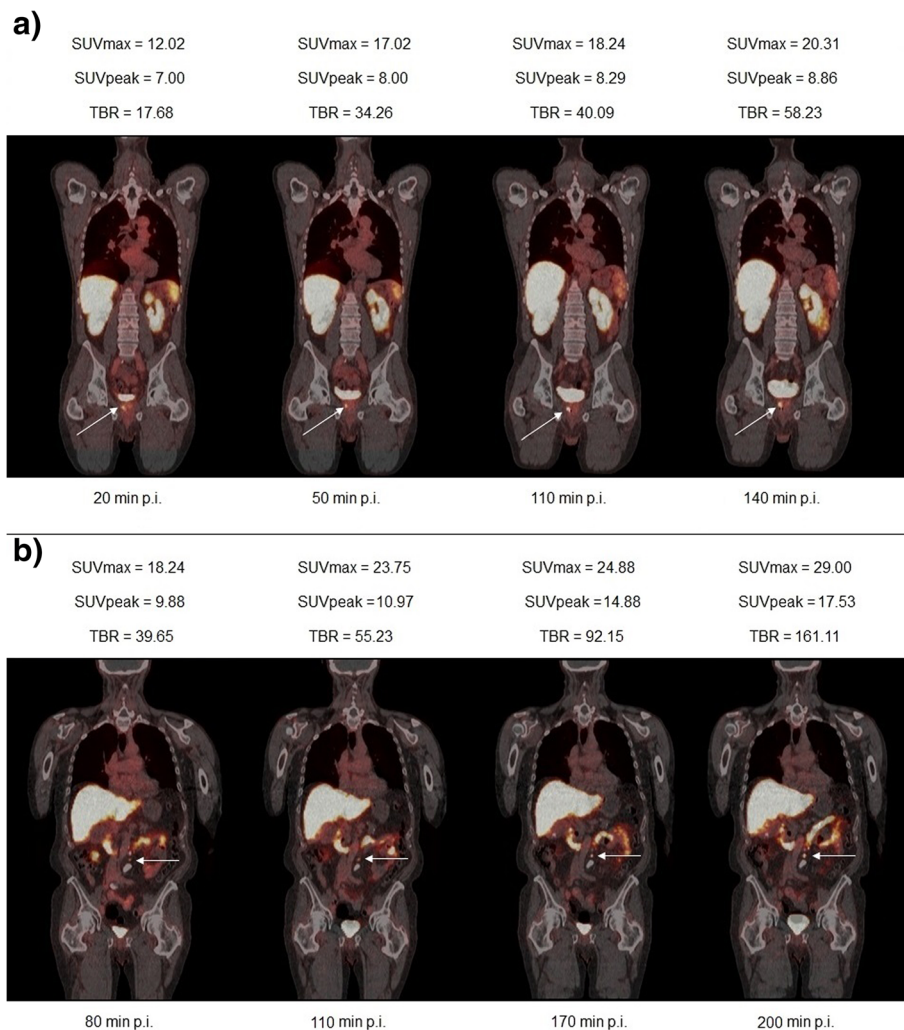 a)
SUVmax = 12.02 SUVmax = 17.02 SUVmax = 18.24 SUVmax = 20.31
SUVpeak = 7.00 SUVpeak = 8.00 SUVpeak = 8.29 SUVpeak = 8.86
TBR = 17.68 TBR = 34.26 TBR = 40.09 TBR = 58.23
20 min p.i. 50 min p.i. 110 min p.i. 140 min p.i.
b)
SUVmax = 18.24 SUVmax = 23.75 SUVmax = 24.88 SUVmax = 29.00
SUVpeak = 9.88 SUVpeak =10.97 SUVpeak =14.88 SUVpeak =17.53
TBR = 39.65 TBR = 55.23 TBR = 92.15 TBR = 161.11
80 min p.i. 110 min p.i. 170 min p.i. 200 min p.i.